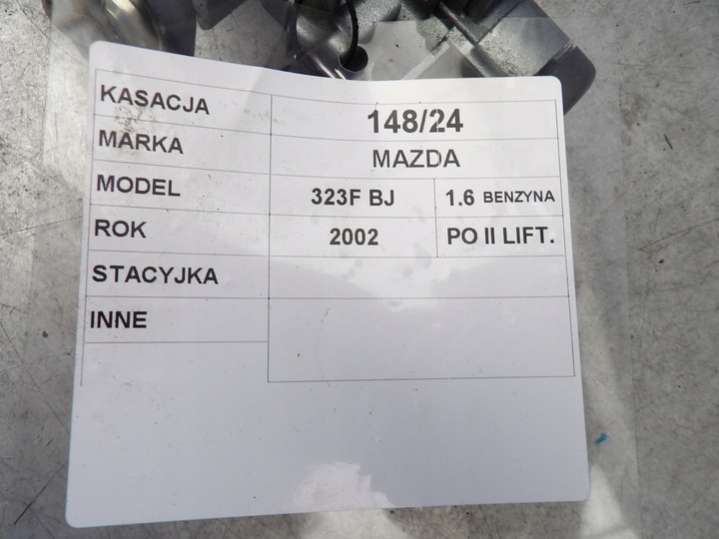 KASACJA 148/24
MARKA MAZDA
MODEL 323F BJ 1.6 BENZYNA
ROK 2002 PO II LIFT.
STACYJKA
INNE